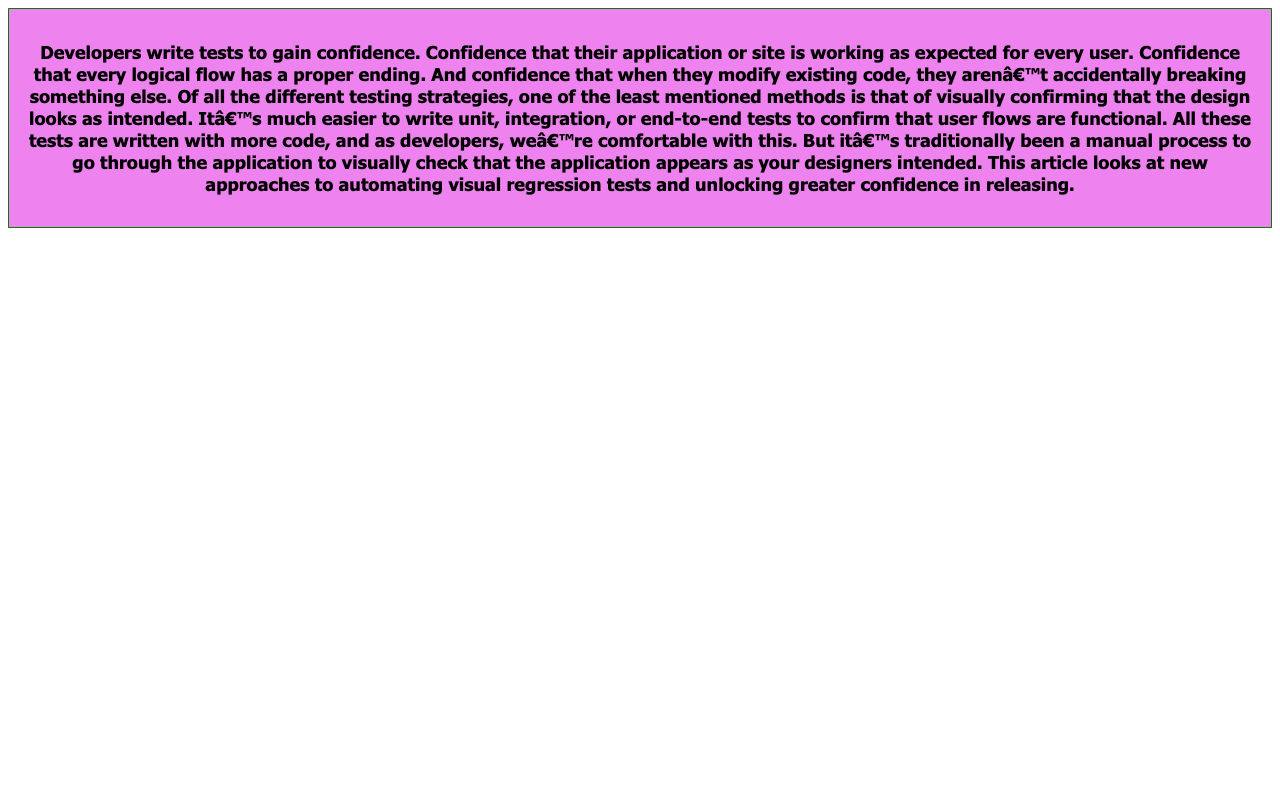 Developers write tests to gain confidence. Confidence that their application or site is working as expected for every user. Confidence
that every logical flow has a proper ending. And confidence that when they modify existing code, they arenâ€™t accidentally breaking
something else. Of all the different testing strategies, one of the least mentioned methods is that of visually confirming that the design
looks as intended. Itâ€™s much easier to write unit, integration, or end-to-end tests to confirm that user flows are functional. All these
tests are written with more code, and as developers, weâ€™re comfortable with this. But itâ€™s traditionally been a manual process to
go through the application to visually check that the application appears as your designers intended. This article looks at new
approaches to automating visual regression tests and unlocking greater confidence in releasing.